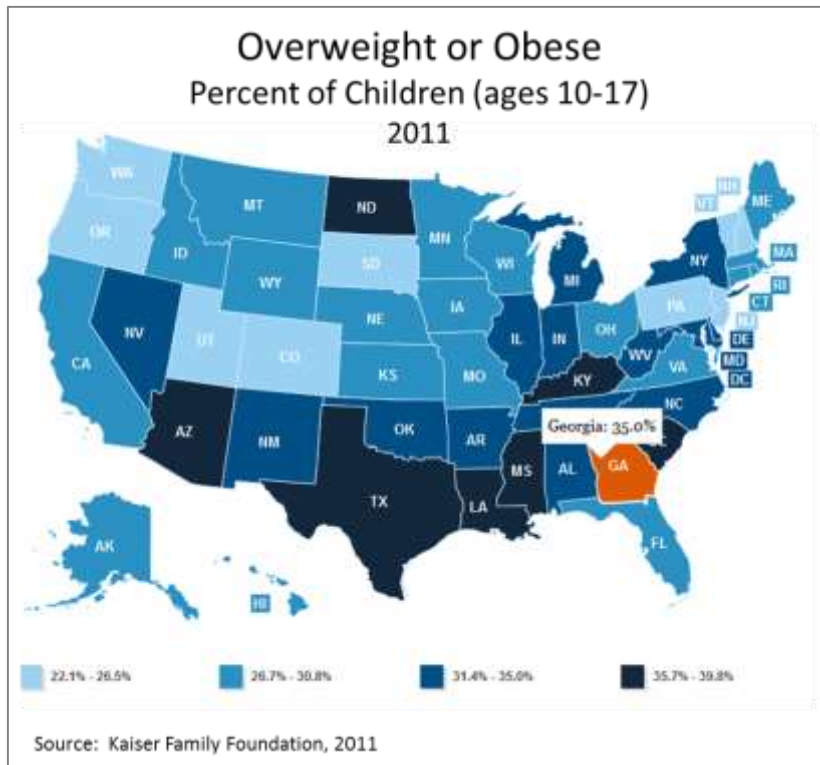 Overweight or Obese
Percent of Children (ages 10-17)
2011
WA
MT
ND
MN
OR
ID
SD
WI
WY
MI
NY
VT
NH
ME
MA
RI
CT
NJ
PA
NV
UT
CO
NE
IA
IL
IN
OH
DE
MD
DC
CA
KS
MO
WV
VA
KY
NC
AZ
NM
OK
AR
Georgia: 35.0%
TX
LA
MS
AL
GA
FL
AK
HI
22.1% - 26.5%
26.7% - 30.8%
31.4% - 35.0%
35.7% - 39.8%
Source: Kaiser Family Foundation, 2011